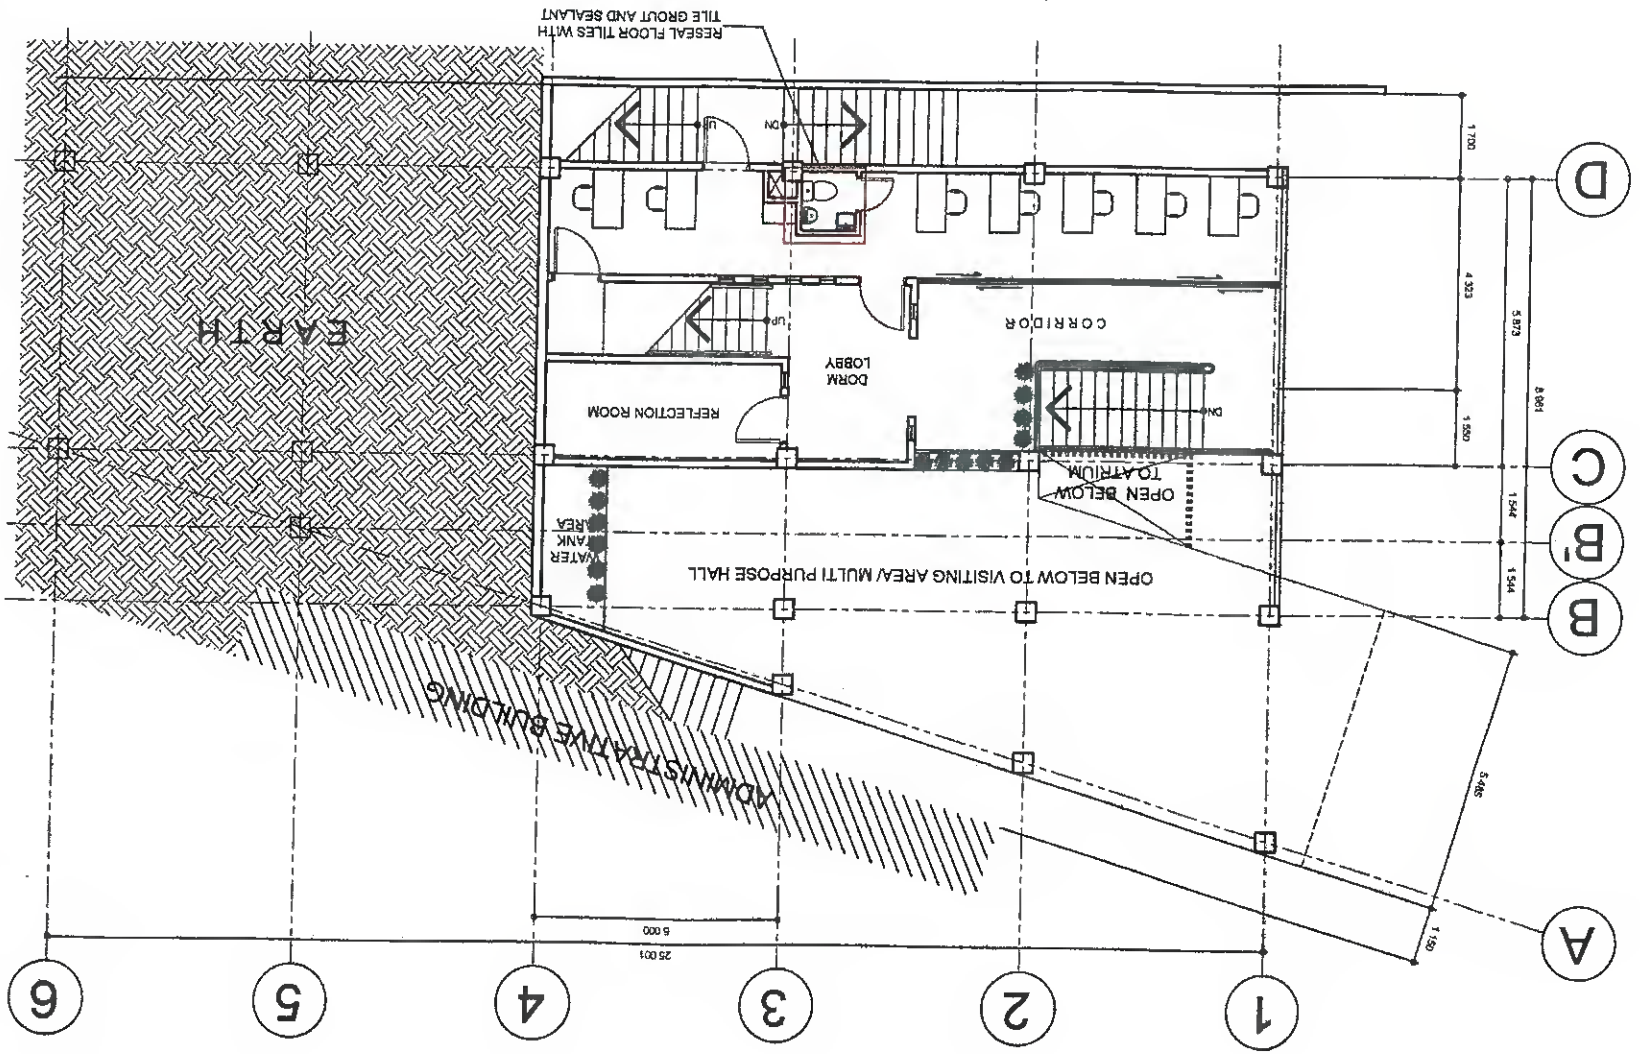 1
2
3
4
5
6
25 001
6 000
A
1 150
5 485
ADMINISTRATIVE BUILDING
B
B'
C
D
1 544
1 544
8 961
5 873
1 550
4 323
1 700
OPEN BELOW TO VISITING AREA/ MULTI PURPOSE HALL
WATER
TANK
AREA
OPEN BELOW
TO ATRIUM
DN
REFLECTION ROOM
DORM
LOBBY
CORRIDOR
UP
EARTH
DN
UP
RESEAL FLOOR TILES WITH
TILE GROUT AND SEALANT